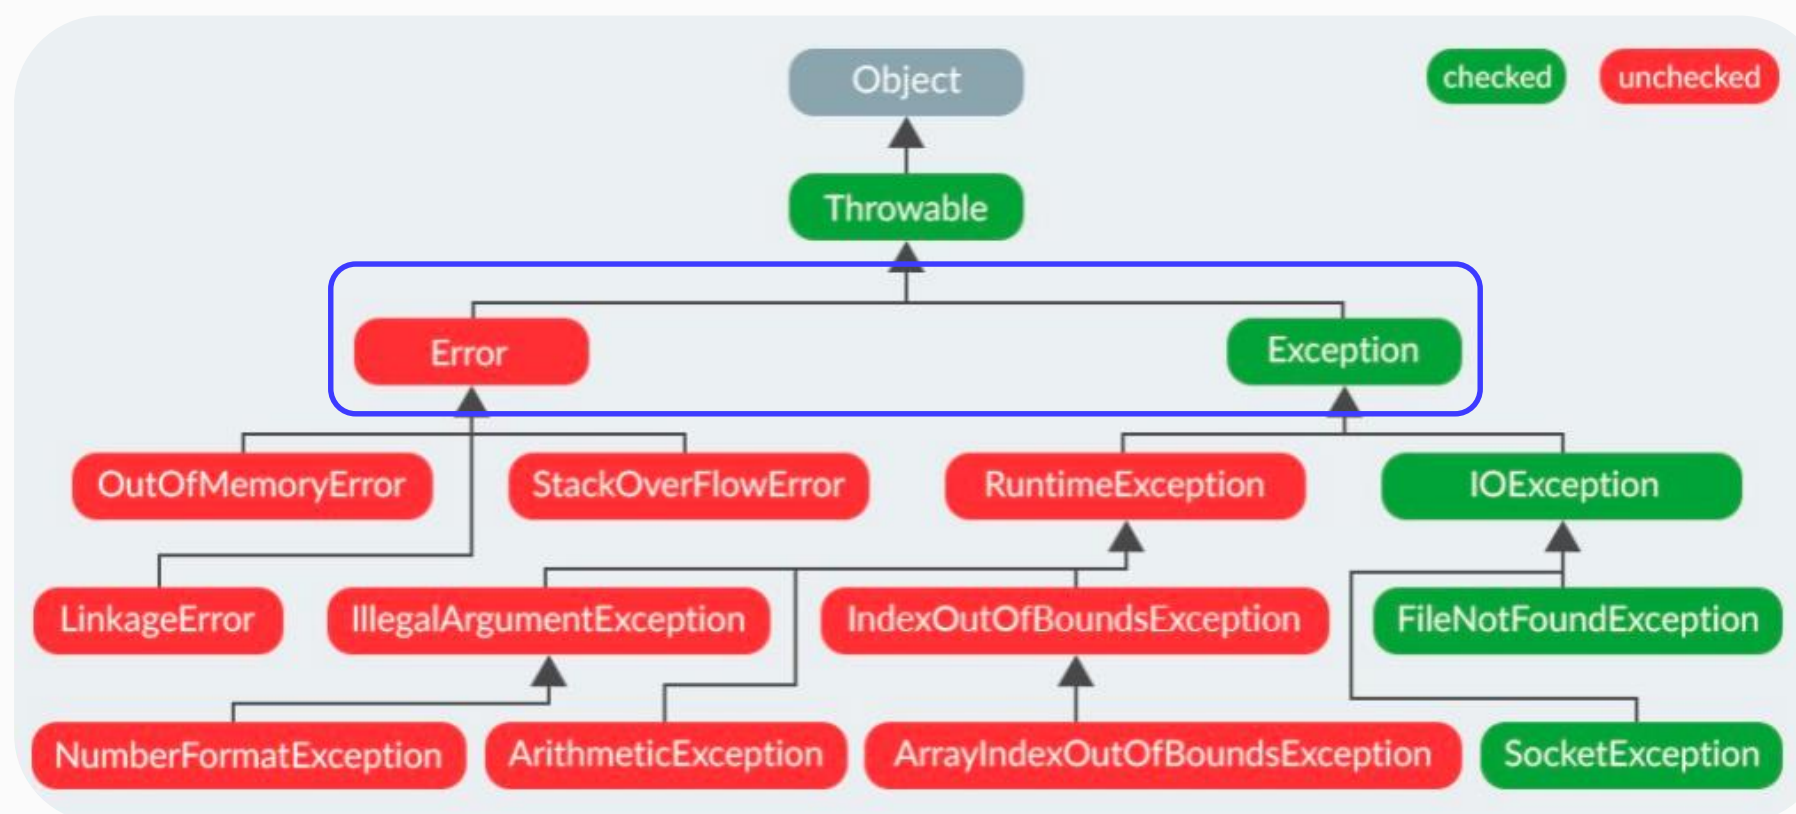 Object
checked
unchecked
Throwable
Error
Exception
OutOfMemoryError
StackOverFlowError
RuntimeException
IOException
LinkageError
IllegalArgumentException
IndexOutOfBoundsException
FileNotFoundException
NumberFormatException
ArithmeticException
ArrayIndexOutOfBoundsException
SocketException